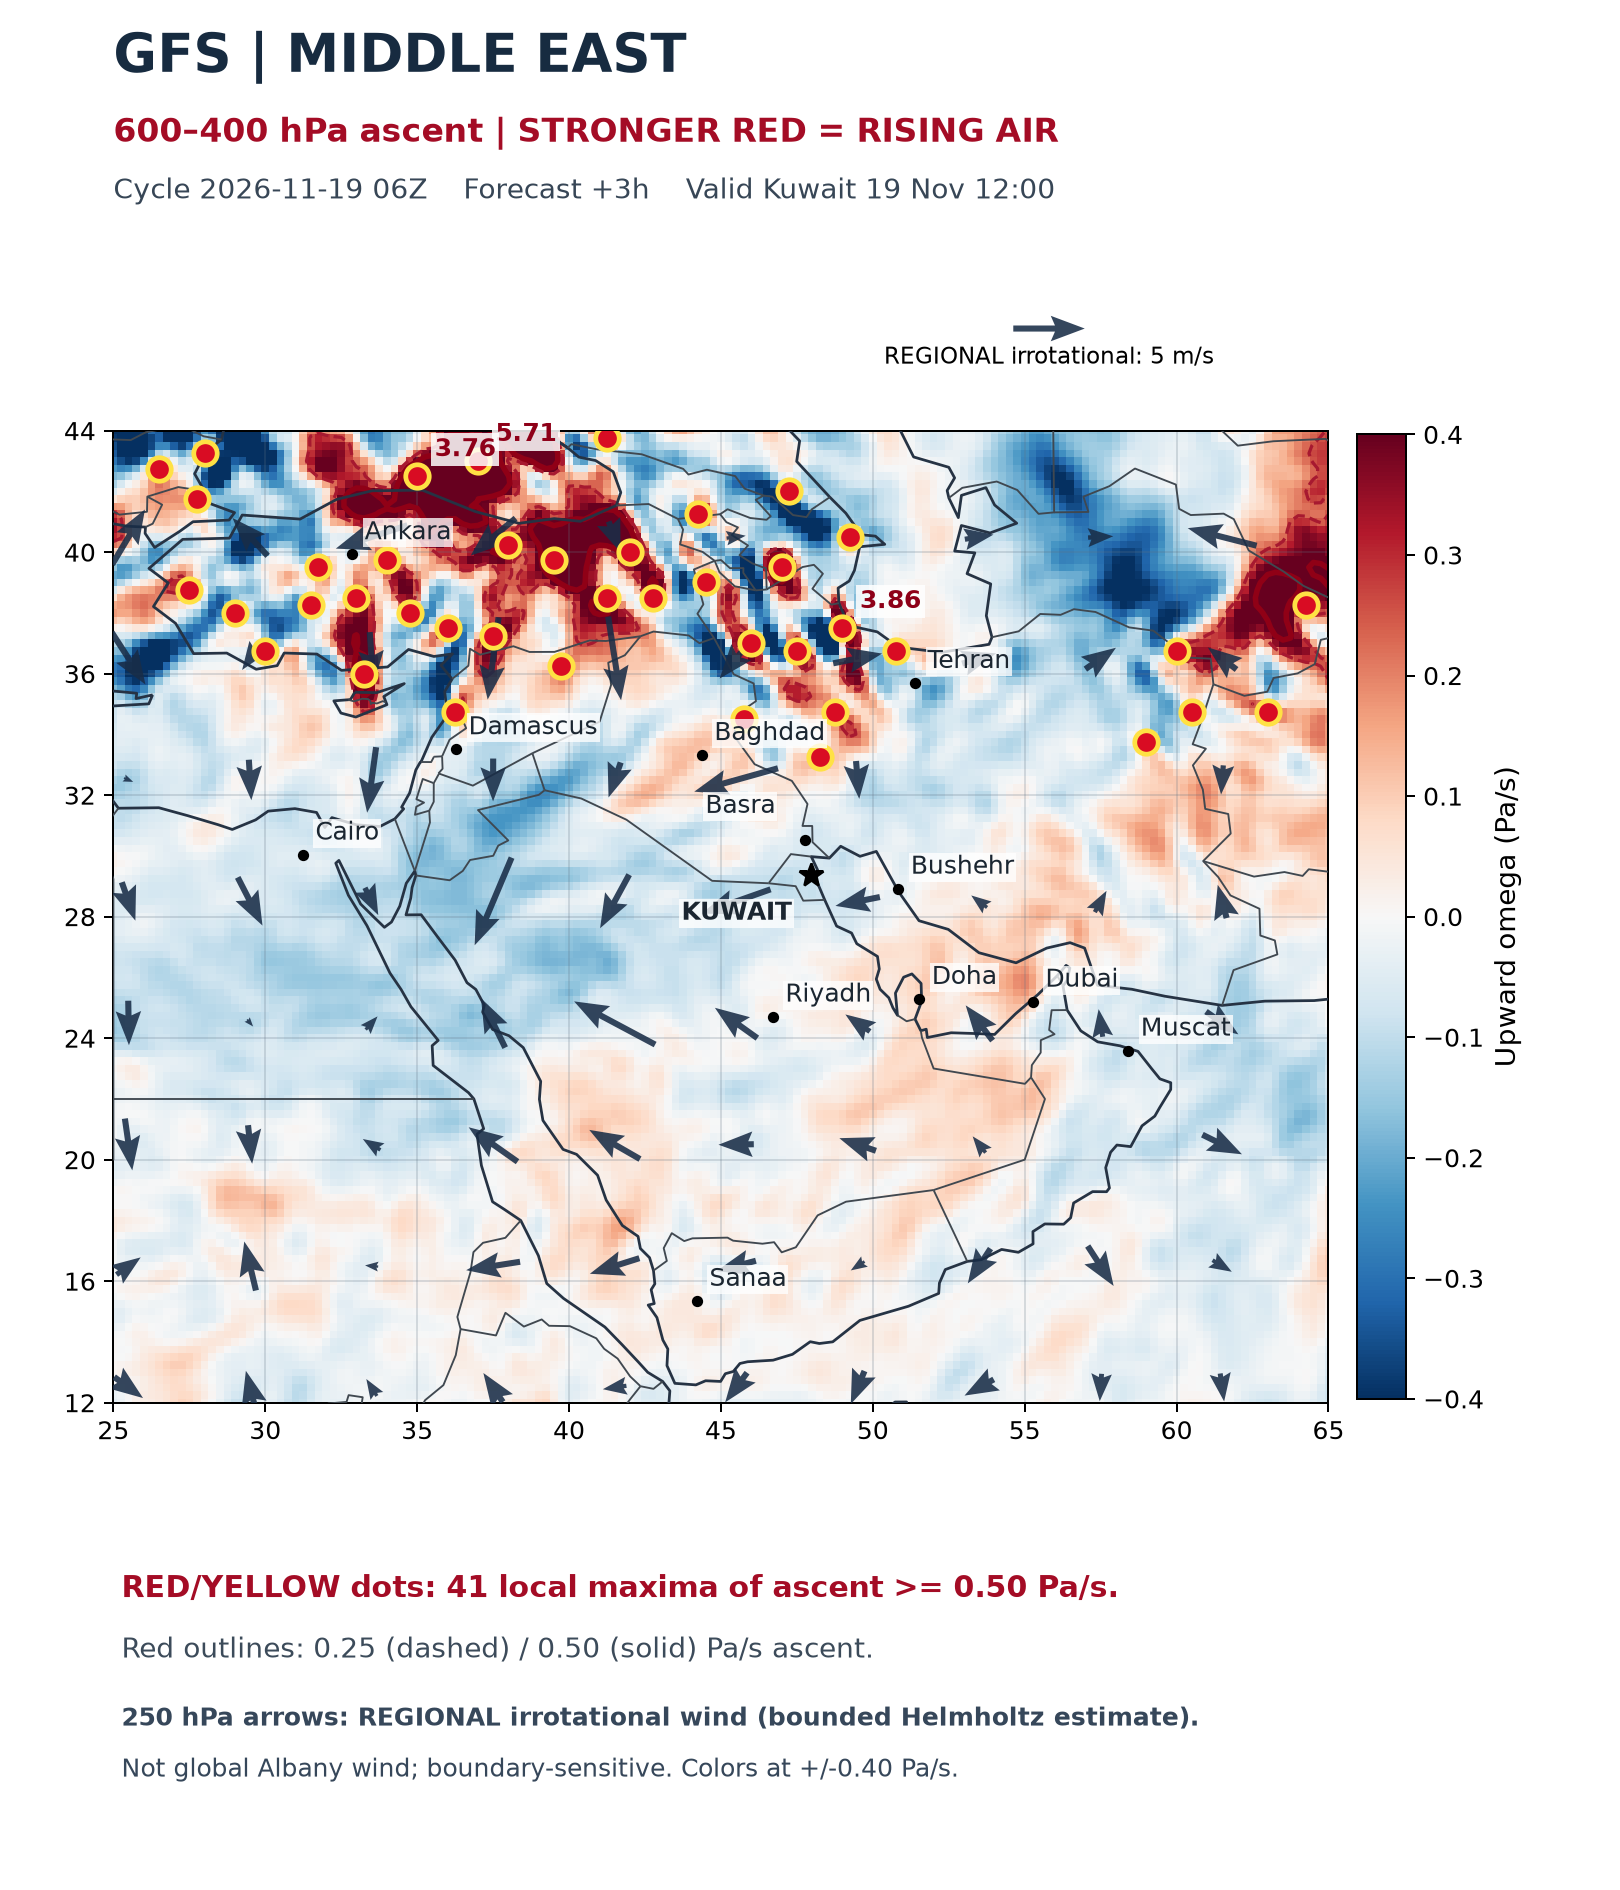 GFS | MIDDLE EAST
600–400 hPa ascent | STRONGER RED = RISING AIR
Cycle 2026-11-19 06Z    Forecast +3h    Valid Kuwait 19 Nov 12:00
REGIONAL irrotational: 5 m/s
5.71
3.76
Ankara
3.86
Tehran
Damascus
Baghdad
Basra
Cairo
Bushehr
KUWAIT
Doha
Dubai
Riyadh
Muscat
Sanaa
44
40
36
32
28
24
20
16
12
25 30 35 40 45 50 55 60 65
0.4
0.3
0.2
0.1
0.0
−0.1
−0.2
−0.3
−0.4
Upward omega (Pa/s)
RED/YELLOW dots: 41 local maxima of ascent >= 0.50 Pa/s.
Red outlines: 0.25 (dashed) / 0.50 (solid) Pa/s ascent.
250 hPa arrows: REGIONAL irrotational wind (bounded Helmholtz estimate).
Not global Albany wind; boundary-sensitive. Colors at +/-0.40 Pa/s.